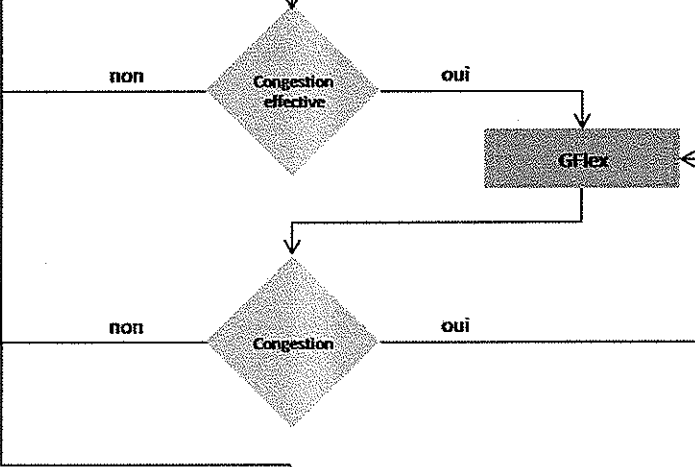 non
Congestion
effective
oui
GFlex
non
Congestion
oui